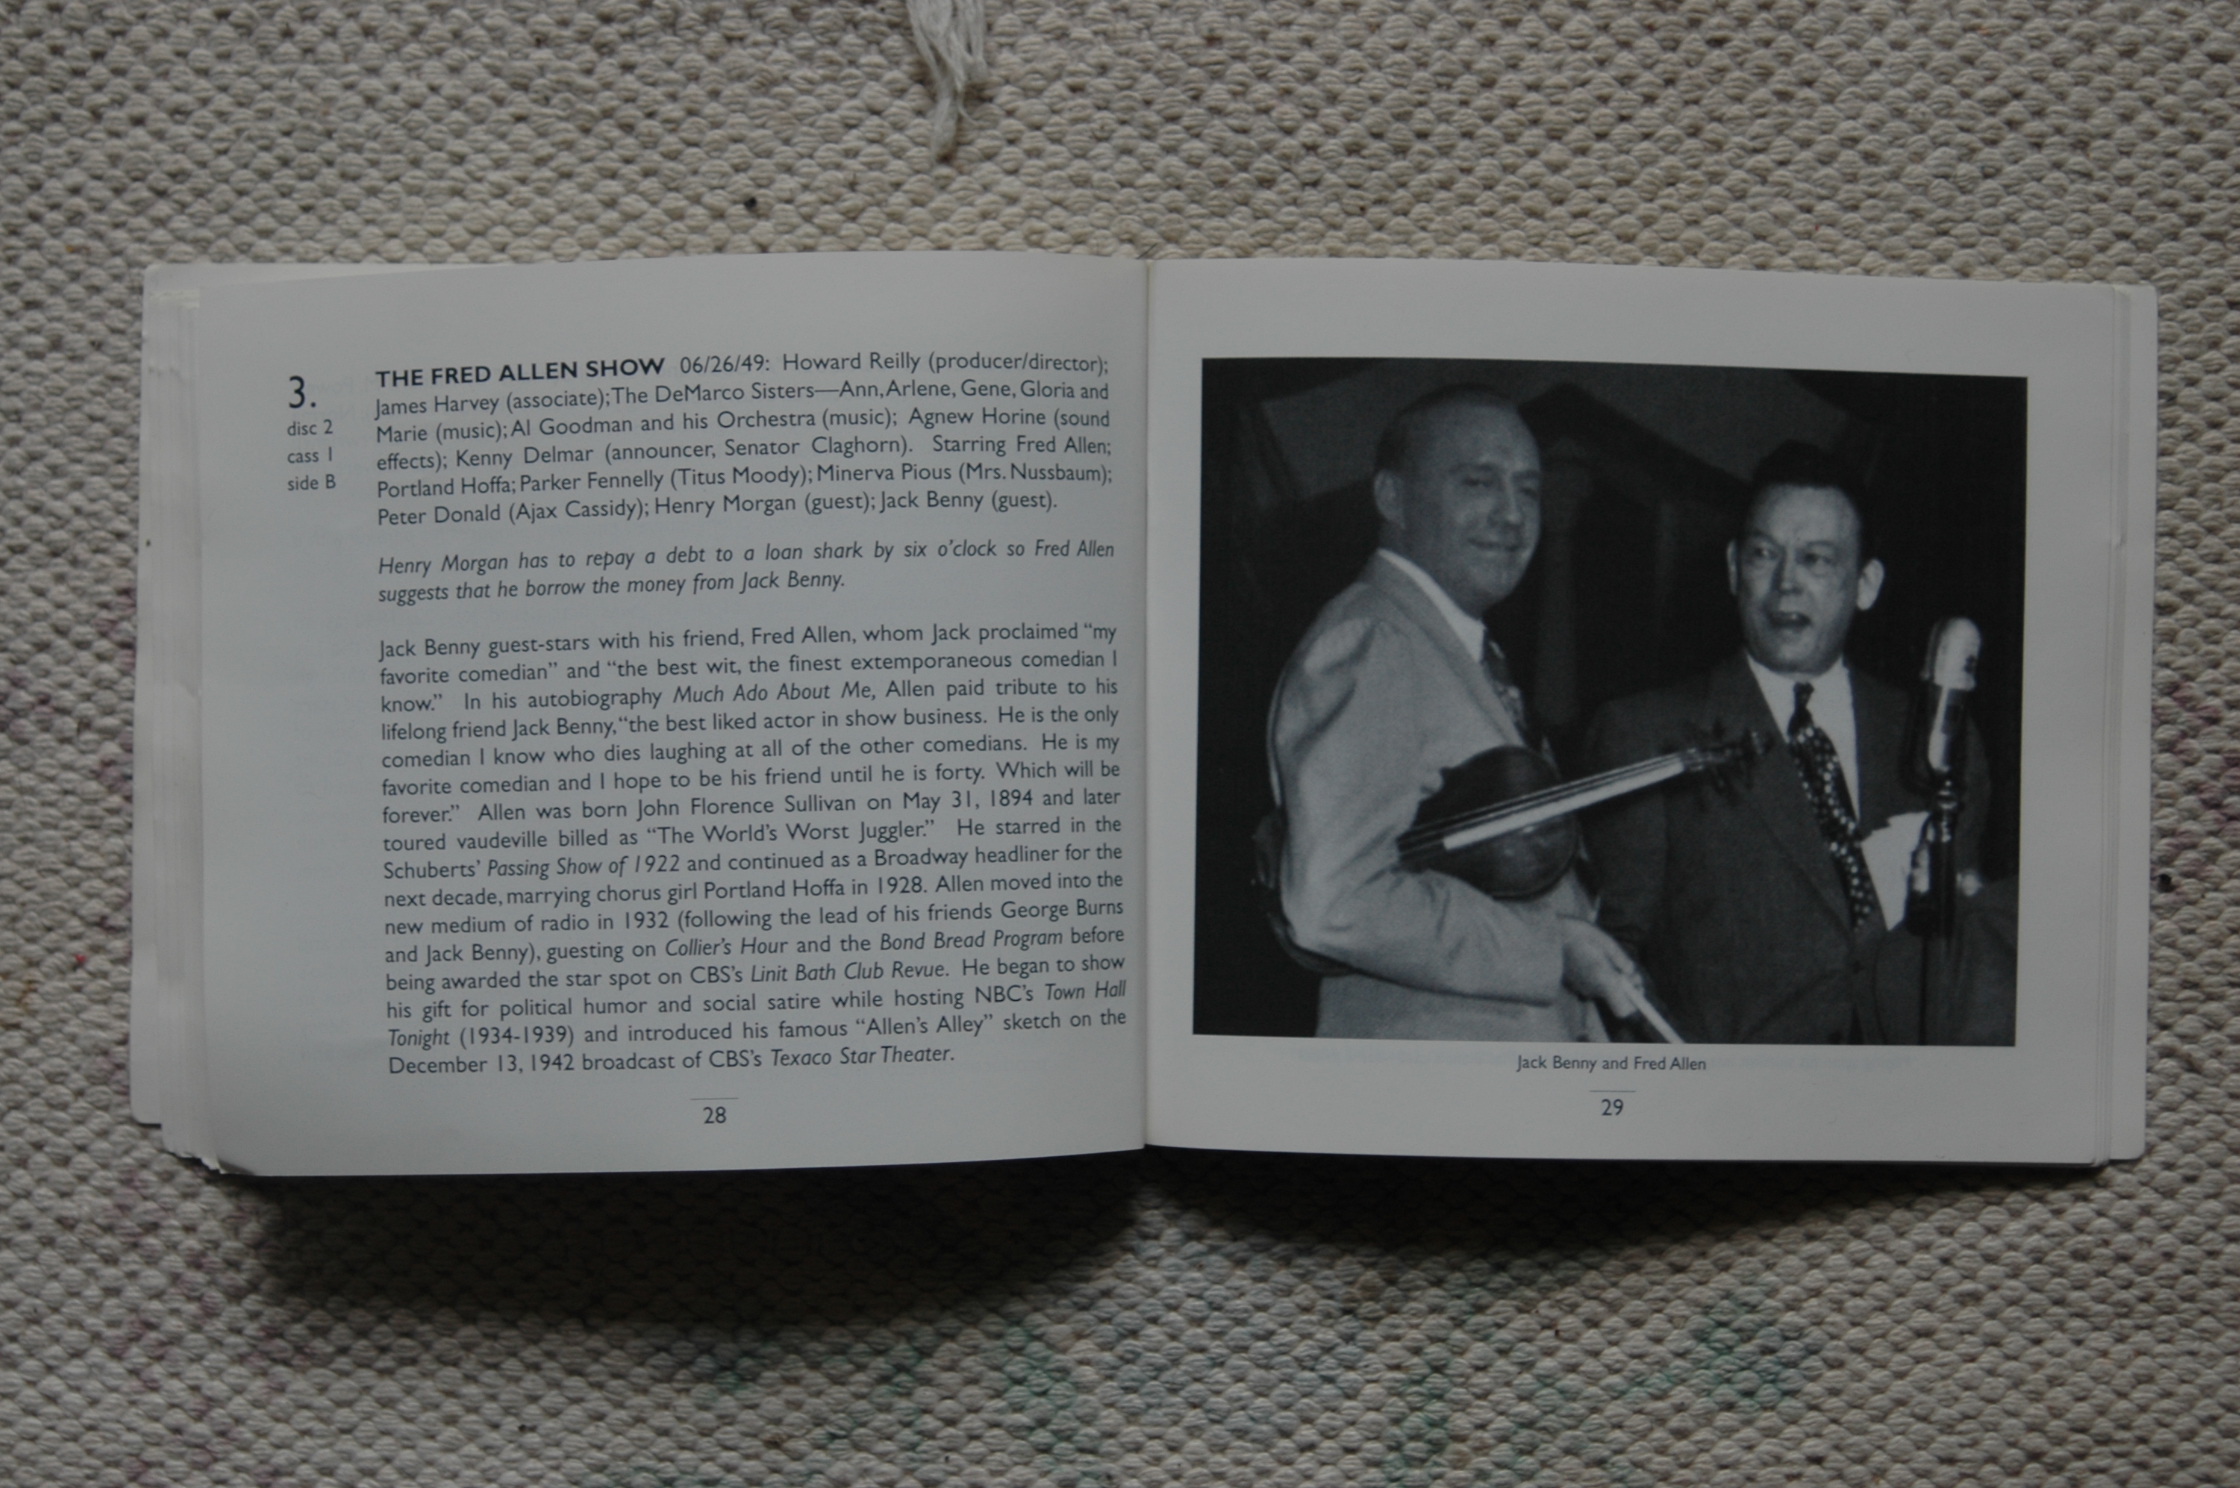 3.
disc 2
cass 1
side B
THE FRED ALLEN SHOW 06/26/49: Howard Reilly (producer/director);
James Harvey (associate); The DeMarco Sisters—Ann, Arlene, Gene, Gloria and
Marie (music); Al Goodman and his Orchestra (music); Agnew Horine (sound
effects); Kenny Delmar (announcer, Senator Claghorn). Starring Fred Allen;
Portland Hoffa; Parker Fennelly (Titus Moody); Minerva Pious (Mrs. Nussbaum);
Peter Donald (Ajax Cassidy); Henry Morgan (guest); Jack Benny (guest).
Henry Morgan has to repay a debt to a loan shark by six o'clock so Fred Allen
suggests that he borrow the money from Jack Benny.
Jack Benny guest-stars with his friend, Fred Allen, whom Jack proclaimed "my
favorite comedian" and "the best wit, the finest extemporaneous comedian I
know." In his autobiography Much Ado About Me, Allen paid tribute to his
lifelong friend Jack Benny, "the best liked actor in show business. He is the only
comedian I know who dies laughing at all of the other comedians. He is my
favorite comedian and I hope to be his friend until he is forty. Which will be
forever." Allen was born John Florence Sullivan on May 31, 1894 and later
toured vaudeville billed as "The World's Worst Juggler." He starred in the
Schuberts' Passing Show of 1922 and continued as a Broadway headliner for the
next decade, marrying chorus girl Portland Hoffa in 1928. Allen moved into the
new medium of radio in 1932 (following the lead of his friends George Burns
and Jack Benny), guesting on Collier's Hour and the Bond Bread Program before
being awarded the star spot on CBS's Linit Bath Club Revue. He began to show
his gift for political humor and social satire while hosting NBC's Town Hall
Tonight (1934-1939) and introduced his famous "Allen's Alley" sketch on the
December 13, 1942 broadcast of CBS's Texaco Star Theater.
28
Jack Benny and Fred Allen
29